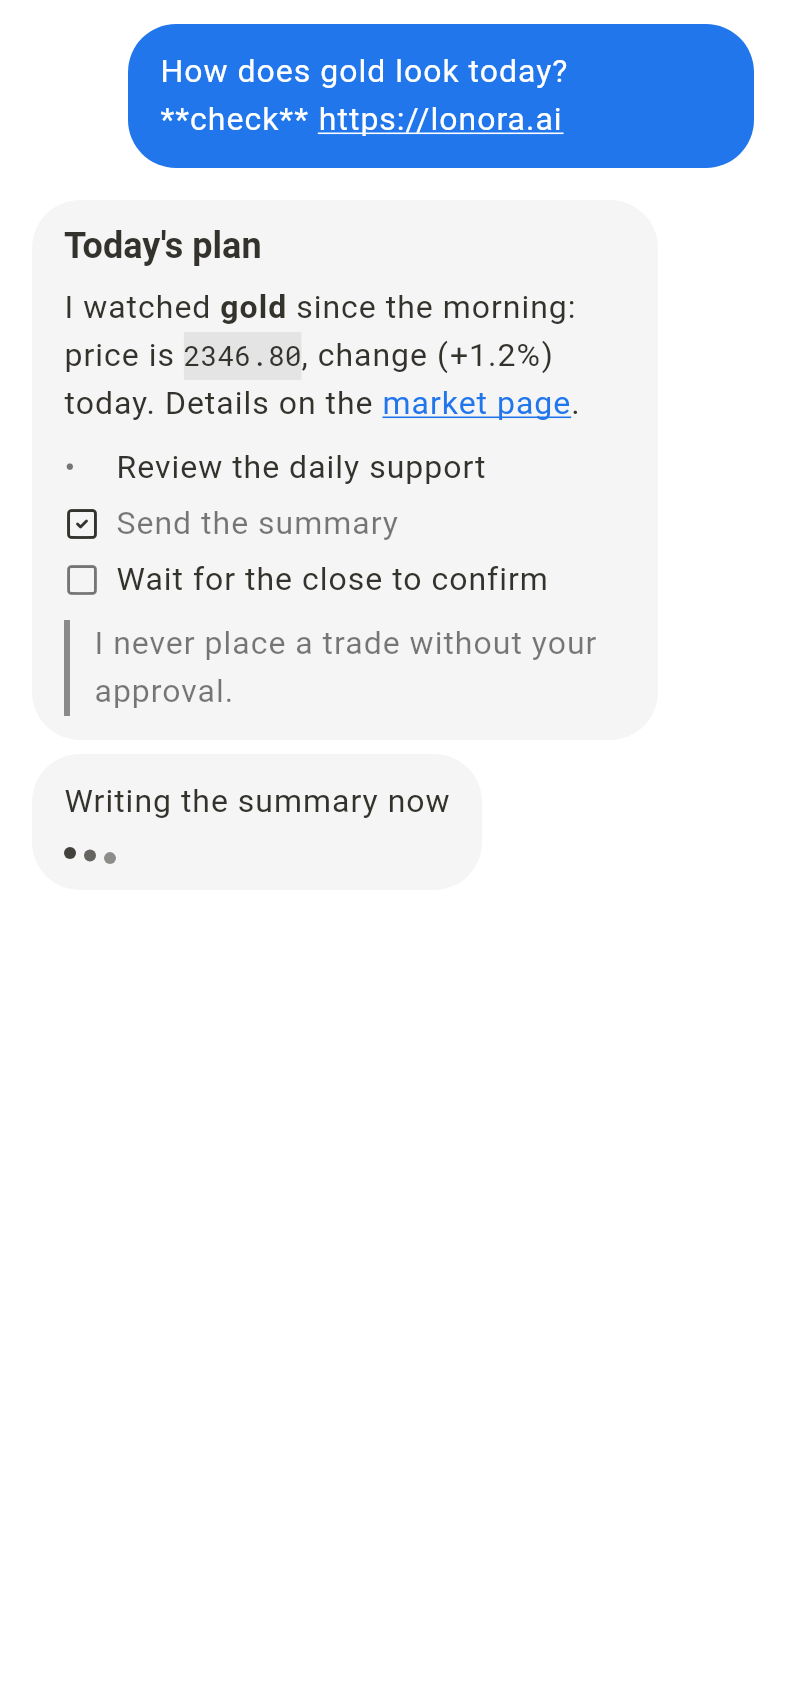 How does gold look today?
**check** https://lonora.ai
Today's plan
I watched gold since the morning:
price is 2346.80, change (+1.2%)
today. Details on the market page.
• Review the daily support
Send the summary
Wait for the close to confirm
I never place a trade without your
approval.
Writing the summary now